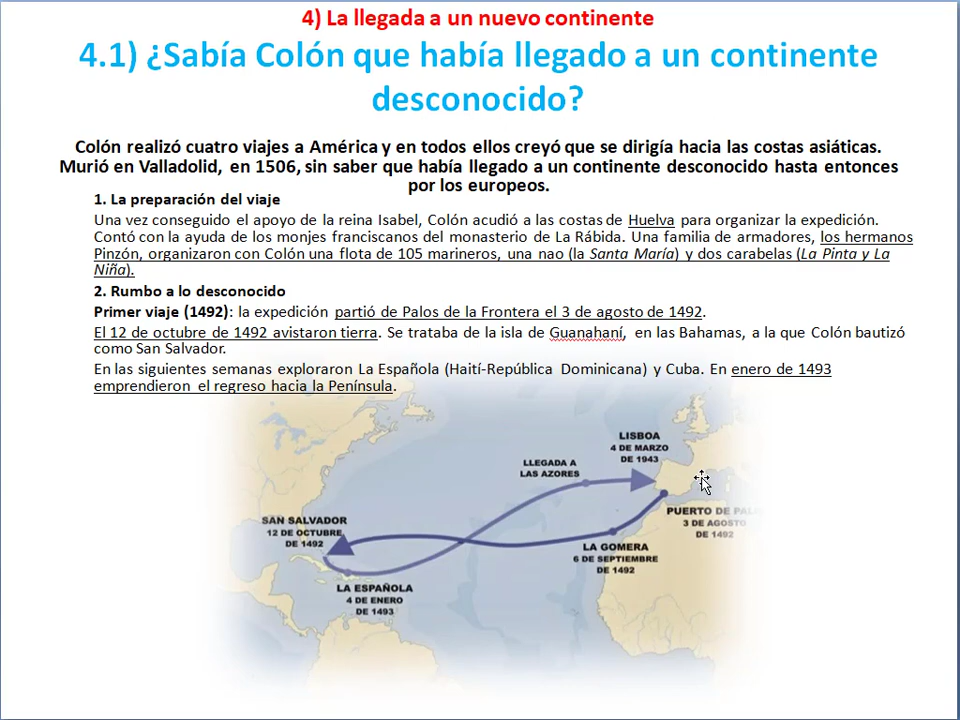 4) La llegada a un nuevo continente
4.1) ¿Sabía Colón que había llegado a un continente
desconocido?
Colón realizó cuatro viajes a América y en todos ellos creyó que se dirigía hacia las costas asiáticas.
Murió en Valladolid, en 1506, sin saber que había llegado a un continente desconocido hasta entonces
por los europeos.
1. La preparación del viaje
Una vez conseguido el apoyo de la reina Isabel, Colón acudió a las costas de Huelva para organizar la expedición.
Contó con la ayuda de los monjes franciscanos del monasterio de La Rábida. Una familia de armadores, los hermanos
Pinzón, organizaron con Colón una flota de 105 marineros, una nao (la Santa María) y dos carabelas (La Pinta y La
Niña).
2. Rumbo a lo desconocido
Primer viaje (1492): la expedición partió de Palos de la Frontera el 3 de agosto de 1492.
El 12 de octubre de 1492 avistaron tierra. Se trataba de la isla de Guanahaní, en las Bahamas, a la que Colón bautizó
como San Salvador.
En las siguientes semanas exploraron La Española (Haití-República Dominicana) y Cuba. En enero de 1493
emprendieron el regreso hacia la Península.
LISBOA
4 DE MARZO
DE 1943
LLEGADA A
LAS AZORES
PUERTO DE
3 DE AGOSTO
DE 1492
SAN SALVADOR
12 DE OCTUBRE
DE 1492
LA GOMERA
6 DE SEPTIEMBRE
DE 1492
LA ESPAÑOLA
4 DE ENERO
DE 1493